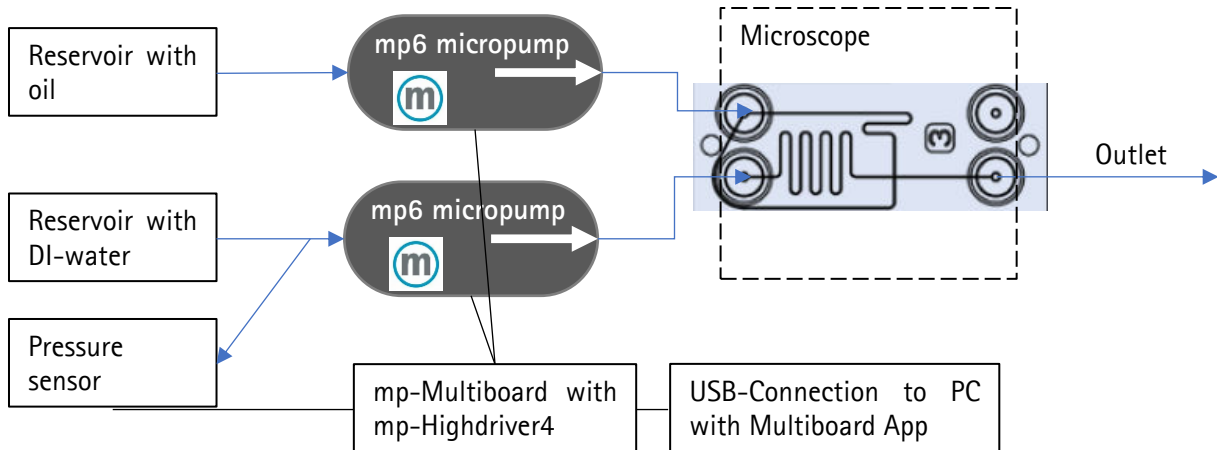 Reservoir with
oil
mp6 micropump
m
Microscope
3
Outlet
Reservoir with
DI-water
mp6 micropump
m
Pressure
sensor
mp-Multiboard with
mp-Highdriver4
USB-Connection to PC
with Multiboard App